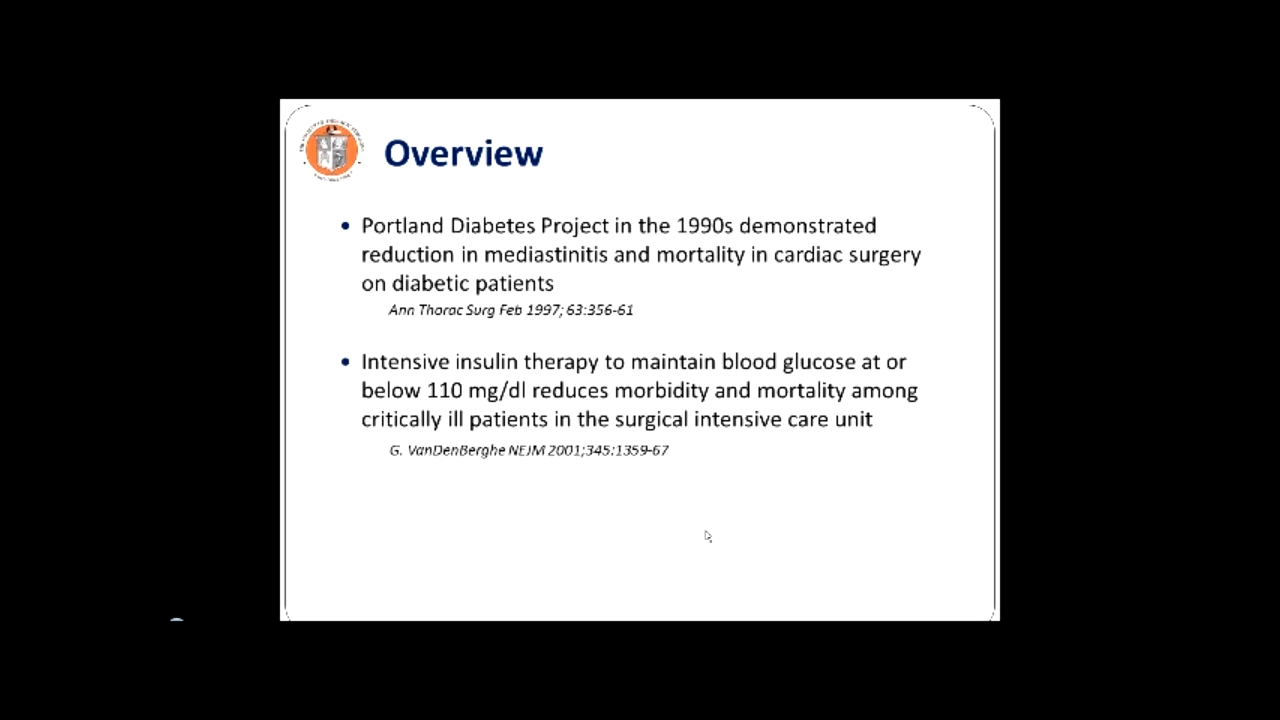 Overview
• Portland Diabetes Project in the 1990s demonstrated
reduction in mediastinitis and mortality in cardiac surgery
on diabetic patients
Ann Thorac Surg Feb 1997; 63:356-61
• Intensive insulin therapy to maintain blood glucose at or
below 110 mg/dl reduces morbidity and mortality among
critically ill patients in the surgical intensive care unit
G. VanDenBerghe NEJM 2001;345:1359-67